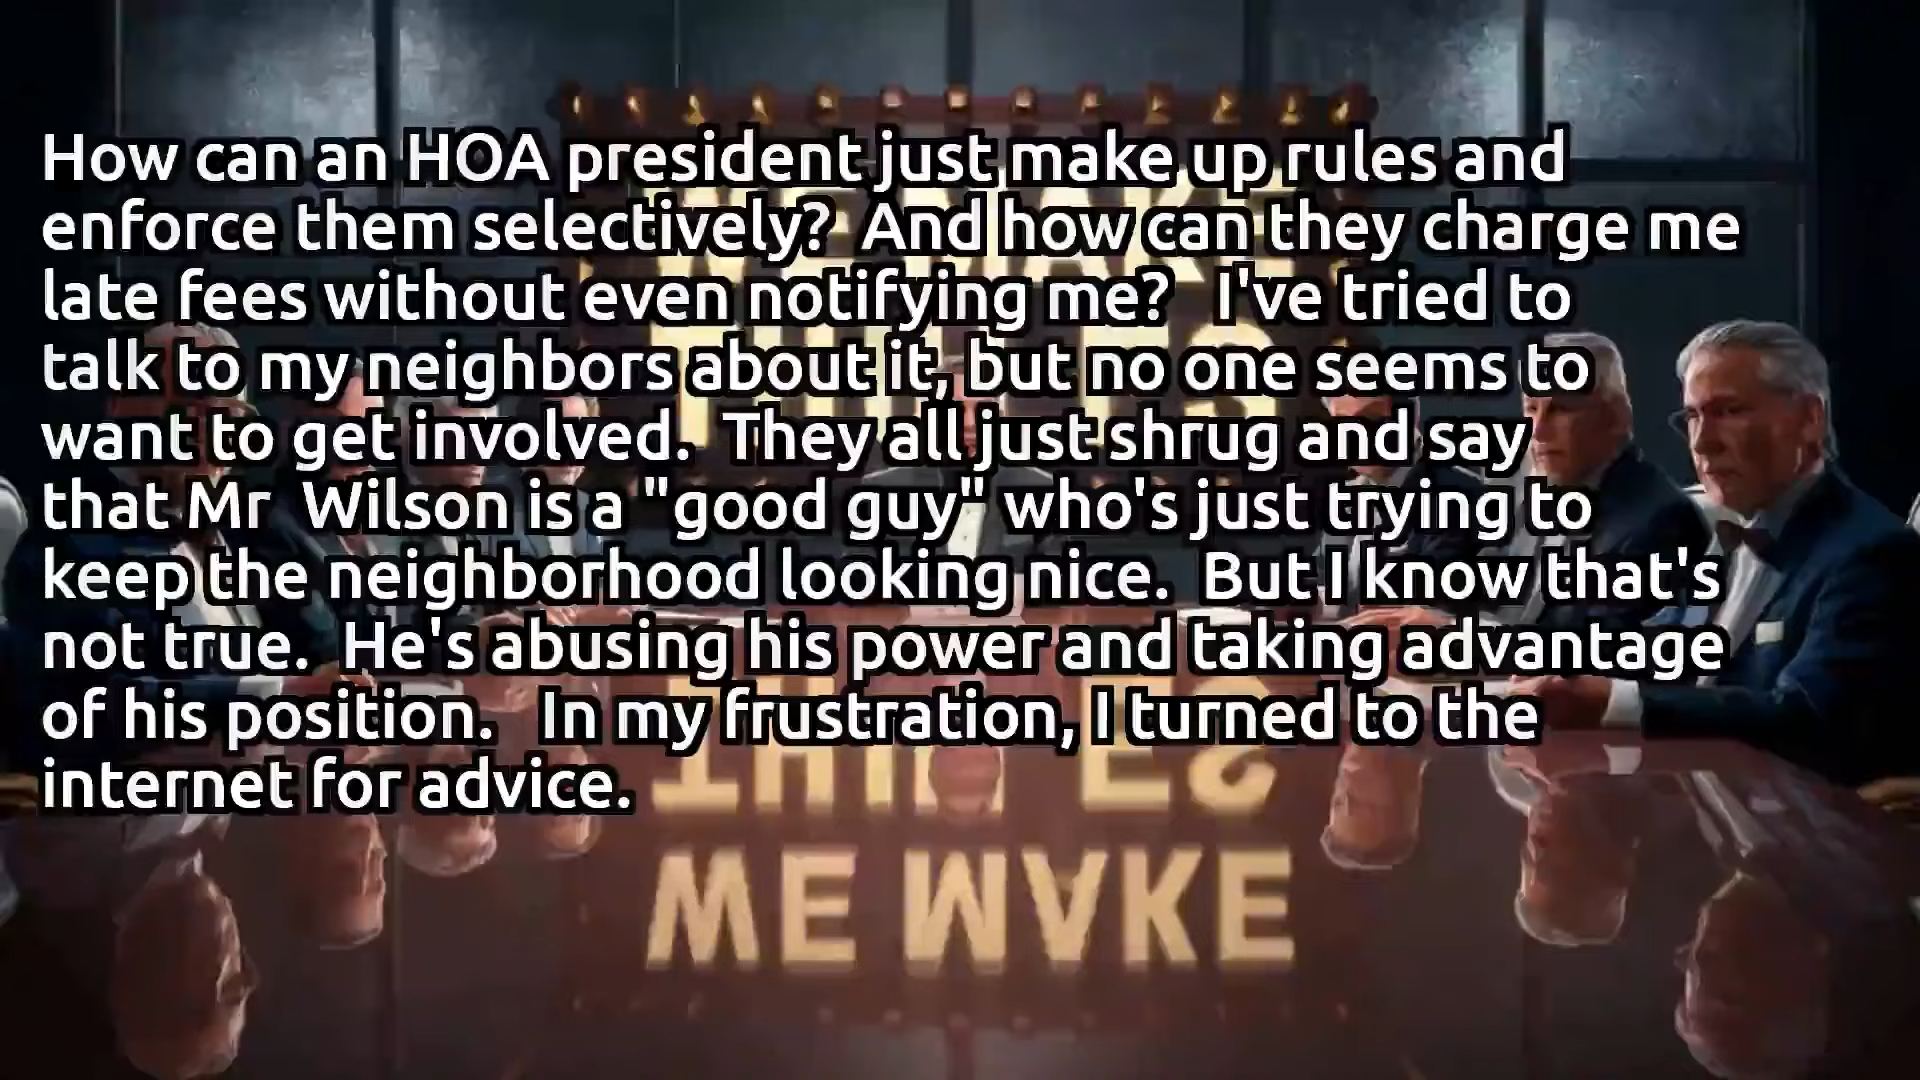 How can an HOA president just make up rules and
enforce them selectively?  And how can they charge me
late fees without even notifying me?   I've tried to
talk to my neighbors about it, but no one seems to
want to get involved.  They all just shrug and say
that Mr  Wilson is a "good guy" who's just trying to
keep the neighborhood looking nice.  But I know that's
not true.  He's abusing his power and taking advantage
of his position.   In my frustration, I turned to the
internet for advice.
WE MAKE